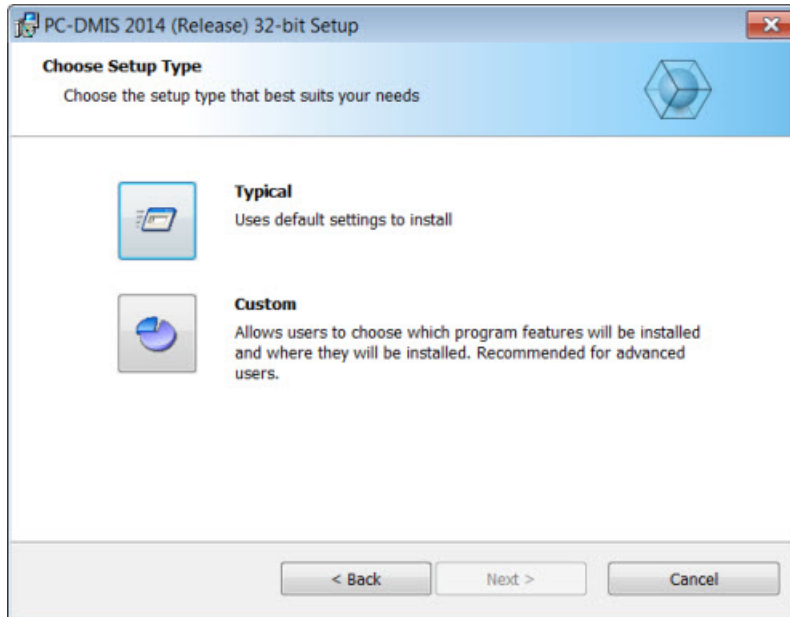 PC-DMIS 2014 (Release) 32-bit Setup
Choose Setup Type
Choose the setup type that best suits your needs
Typical
Uses default settings to install
Custom
Allows users to choose which program features will be installed
and where they will be installed. Recommended for advanced
users.
< Back
Next >
Cancel